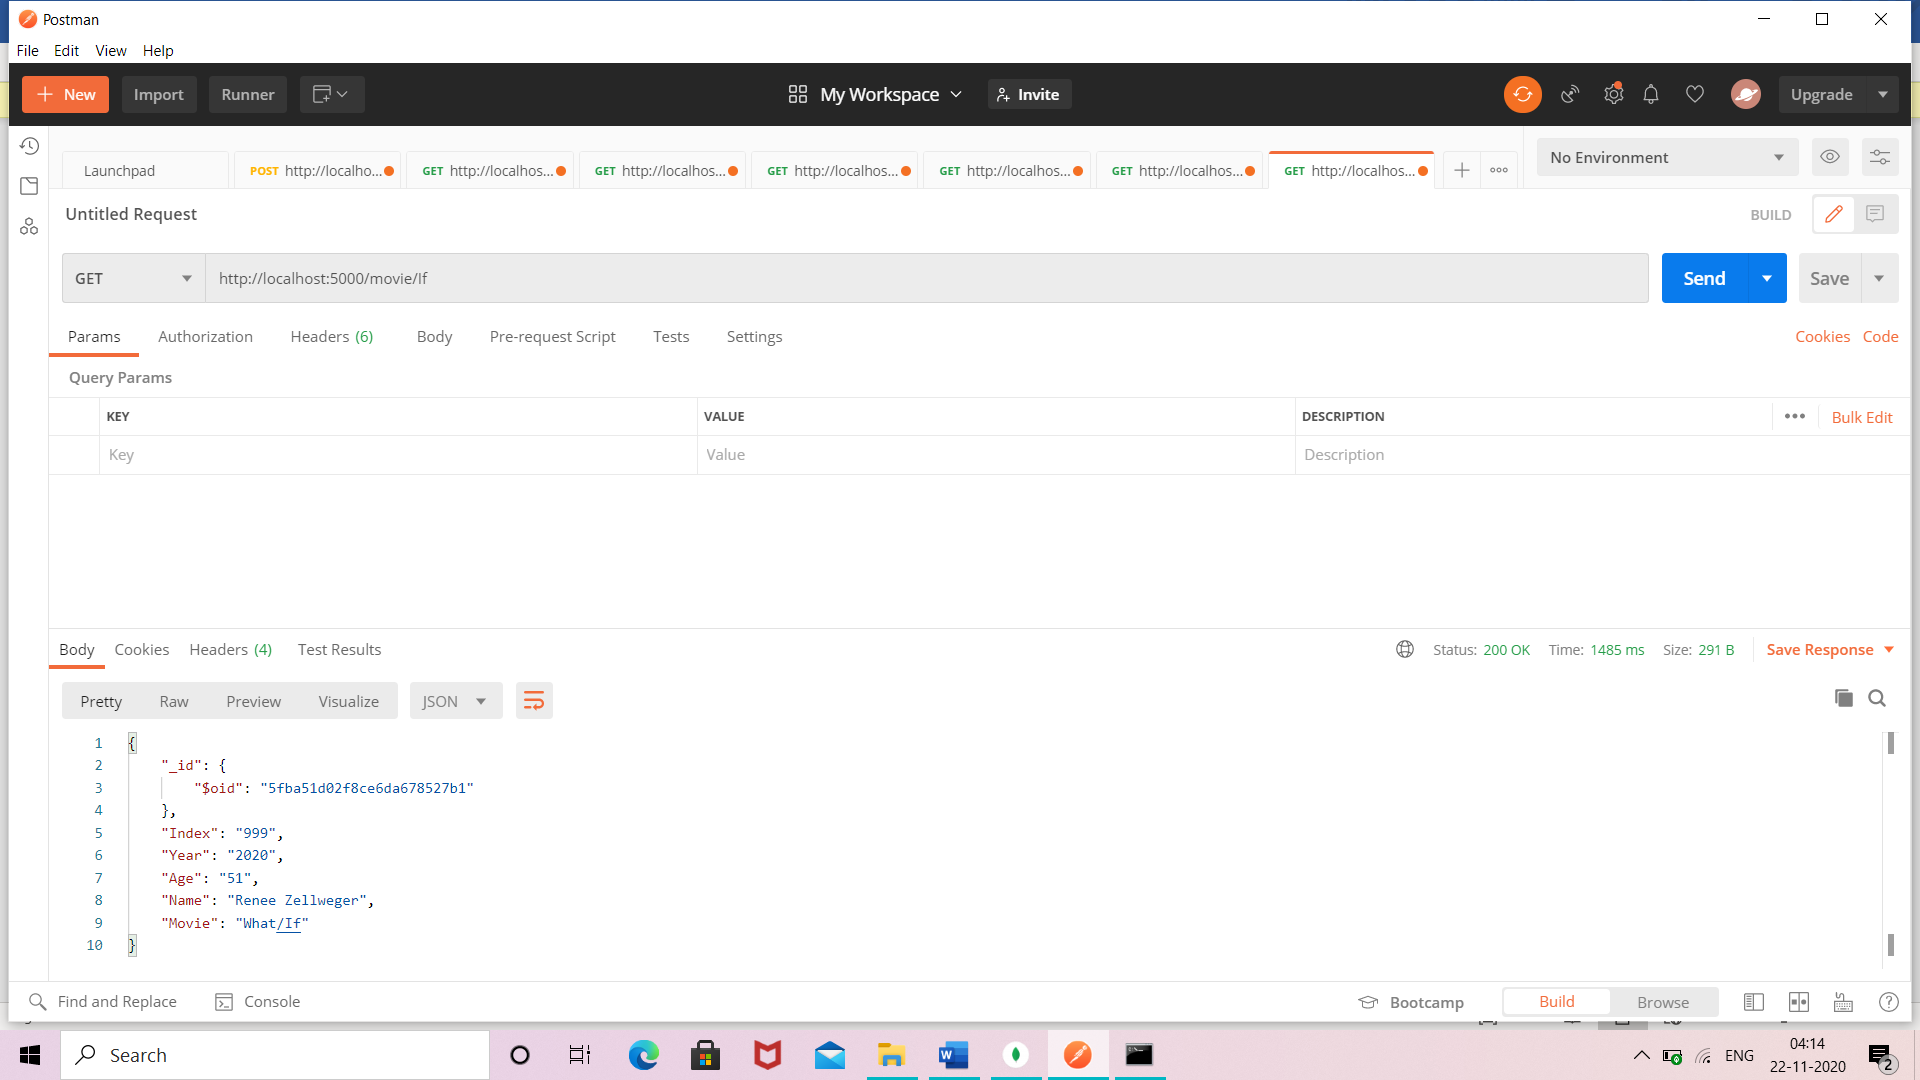 Postman
File Edit View Help
New Import Runner My Workspace Invite Upgrade
Launchpad POST http://localho... GET http://localhos... GET http://localhos... GET http://localhos... GET http://localhos... GET http://localhos... GET http://localhos... No Environment
Untitled Request BUILD
GET http://localhost:5000/movie/If Send Save
Params Authorization Headers (6) Body Pre-request Script Tests Settings Cookies Code
Query Params
KEY VALUE DESCRIPTION Bulk Edit
Key Value Description
Body Cookies Headers (4) Test Results Status: 200 OK Time: 1485 ms Size: 291 B Save Response
Pretty Raw Preview Visualize JSON
1 {
2 "_id": {
3 "$oid": "5fba51d02f8ce6da678527b1"
4 },
5 "Index": "999",
6 "Year": "2020",
7 "Age": "51",
8 "Name": "Renee Zellweger",
9 "Movie": "What/If"
10 }
Find and Replace Console Bootcamp Build Browse
Search ENG 04:14
22-11-2020 2